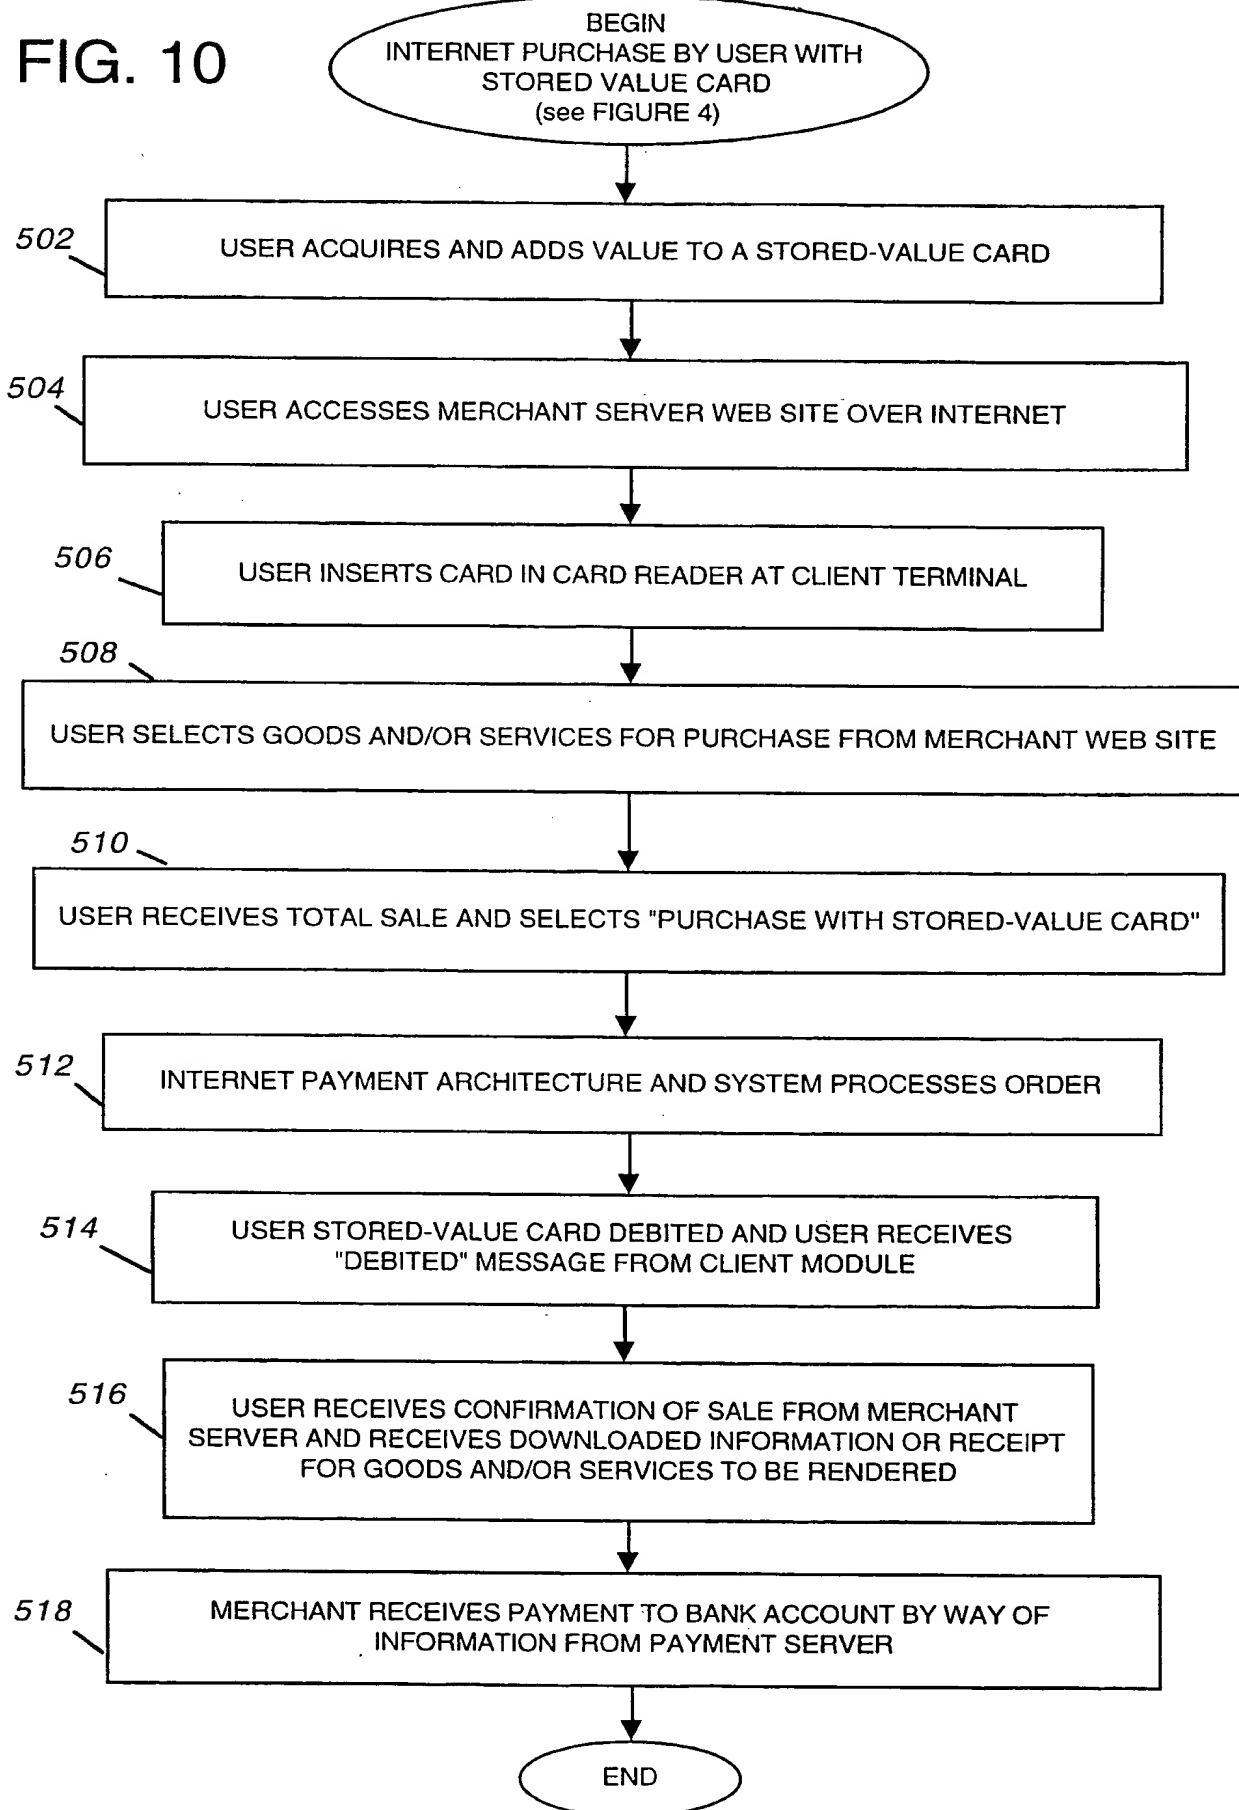 FIG. 10
BEGIN
INTERNET PURCHASE BY USER WITH
STORED VALUE CARD
(see FIGURE 4)
502
USER ACQUIRES AND ADDS VALUE TO A STORED-VALUE CARD
504
USER ACCESSES MERCHANT SERVER WEB SITE OVER INTERNET
506
USER INSERTS CARD IN CARD READER AT CLIENT TERMINAL
508
USER SELECTS GOODS AND/OR SERVICES FOR PURCHASE FROM MERCHANT WEB SITE
510
USER RECEIVES TOTAL SALE AND SELECTS "PURCHASE WITH STORED-VALUE CARD"
512
INTERNET PAYMENT ARCHITECTURE AND SYSTEM PROCESSES ORDER
514
USER STORED-VALUE CARD DEBITED AND USER RECEIVES
"DEBITED" MESSAGE FROM CLIENT MODULE
516
USER RECEIVES CONFIRMATION OF SALE FROM MERCHANT
SERVER AND RECEIVES DOWNLOADED INFORMATION OR RECEIPT
FOR GOODS AND/OR SERVICES TO BE RENDERED
518
MERCHANT RECEIVES PAYMENT TO BANK ACCOUNT BY WAY OF
INFORMATION FROM PAYMENT SERVER
END